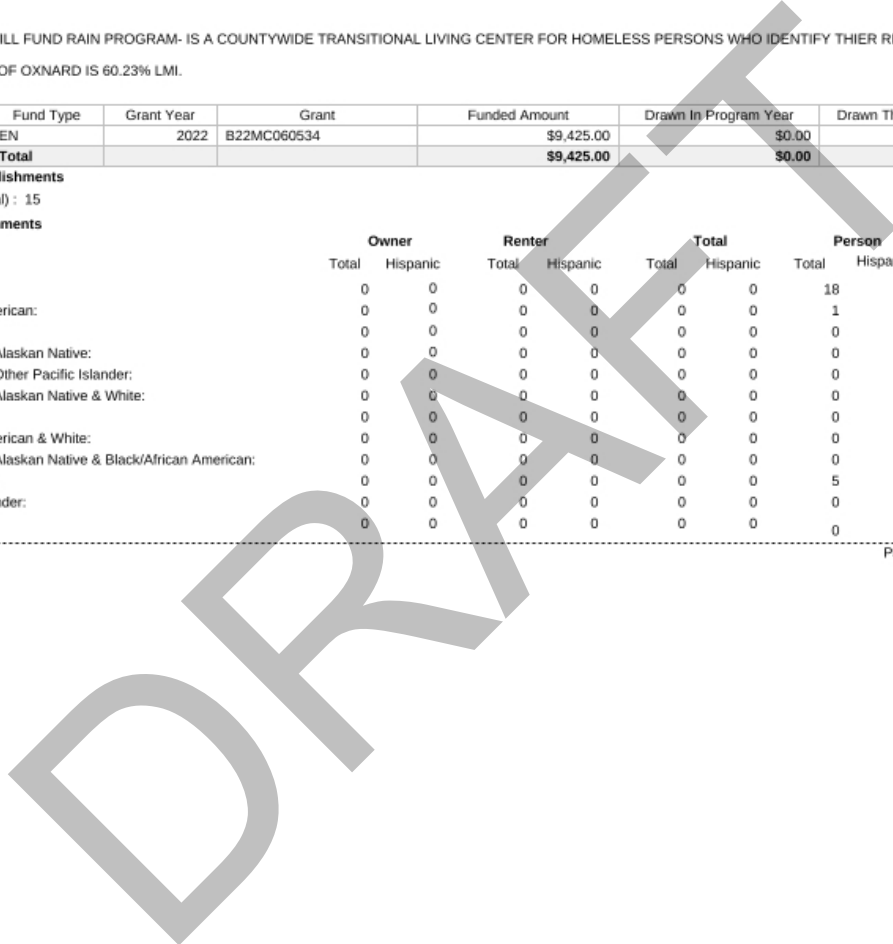 ILL FUND RAIN PROGRAM- IS A COUNTYWIDE TRANSITIONAL LIVING CENTER FOR HOMELESS PERSONS WHO IDENTIFY THIER R
OF OXNARD IS 60.23% LMI.
Fund Type Grant Year Grant Funded Amount Drawn In Program Year Drawn Th
EN 2022 B22MC060534 $9,425.00 $0.00
Total $9,425.00 $0.00
lishments
al) : 15
ments
Owner Renter Total Person
Total Hispanic Total Hispanic Total Hispanic Total Hispa
0 0 0 0 0 0 18
erican: 0 0 0 0 0 0 1
0 0 0 0 0 0 0
Alaskan Native: 0 0 0 0 0 0 0
Other Pacific Islander: 0 0 0 0 0 0 0
Alaskan Native & White: 0 0 0 0 0 0 0
0 0 0 0 0 0 0
erican & White: 0 0 0 0 0 0 0
Alaskan Native & Black/African American: 0 0 0 0 0 0 0
0 0 0 0 0 0 5
nder: 0 0 0 0 0 0 0
0 0 0 0 0 0 0
P
DRAFT